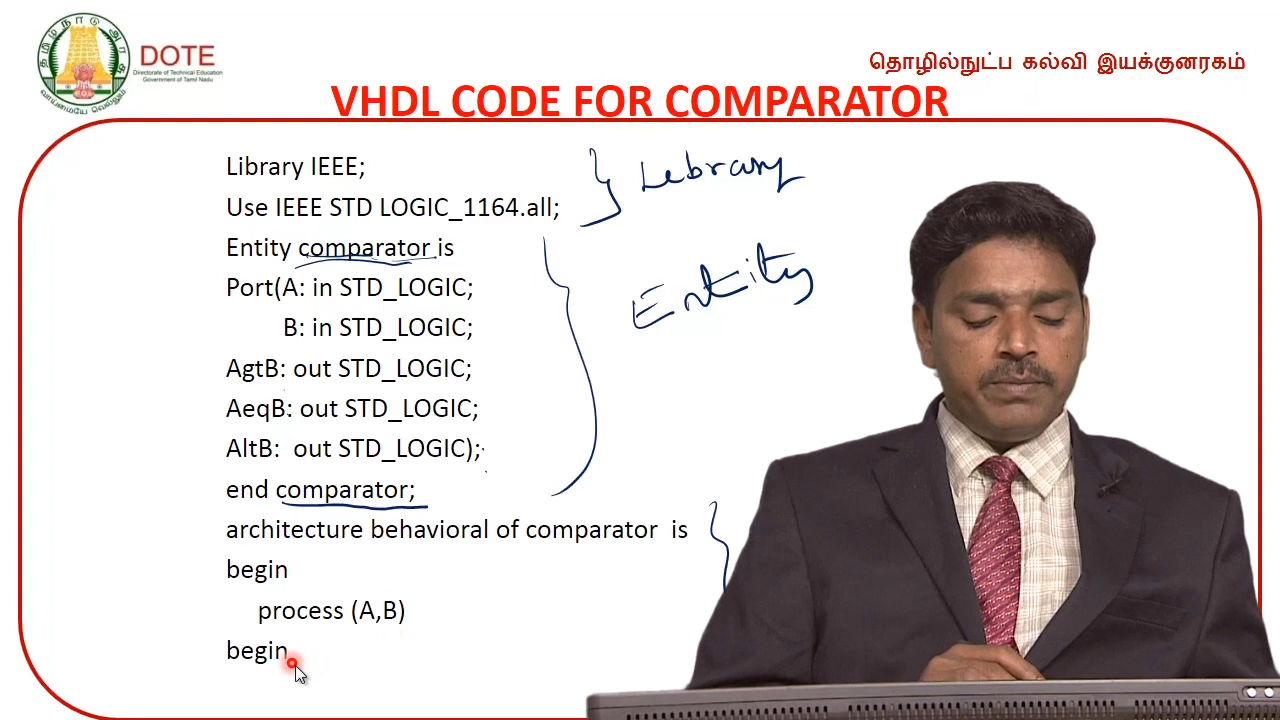 DOTE
Directorate of Technical Education
Government of Tamil Nadu
தொழில்நுட்ப கல்வி இயக்குனரகம்
VHDL CODE FOR COMPARATOR
Library IEEE;
Use IEEE STD LOGIC_1164.all;
Lebrary
Entity comparator is
Port(A: in STD_LOGIC;
Entity
B: in STD_LOGIC;
AgtB: out STD_LOGIC;
AeqB: out STD_LOGIC;
AltB: out STD_LOGIC);
end comparator;
architecture behavioral of comparator is
begin
process (A,B)
begin